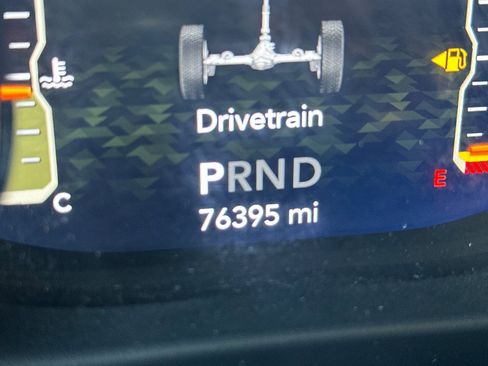 Drivetrain
PRND
76395 mi
C
E